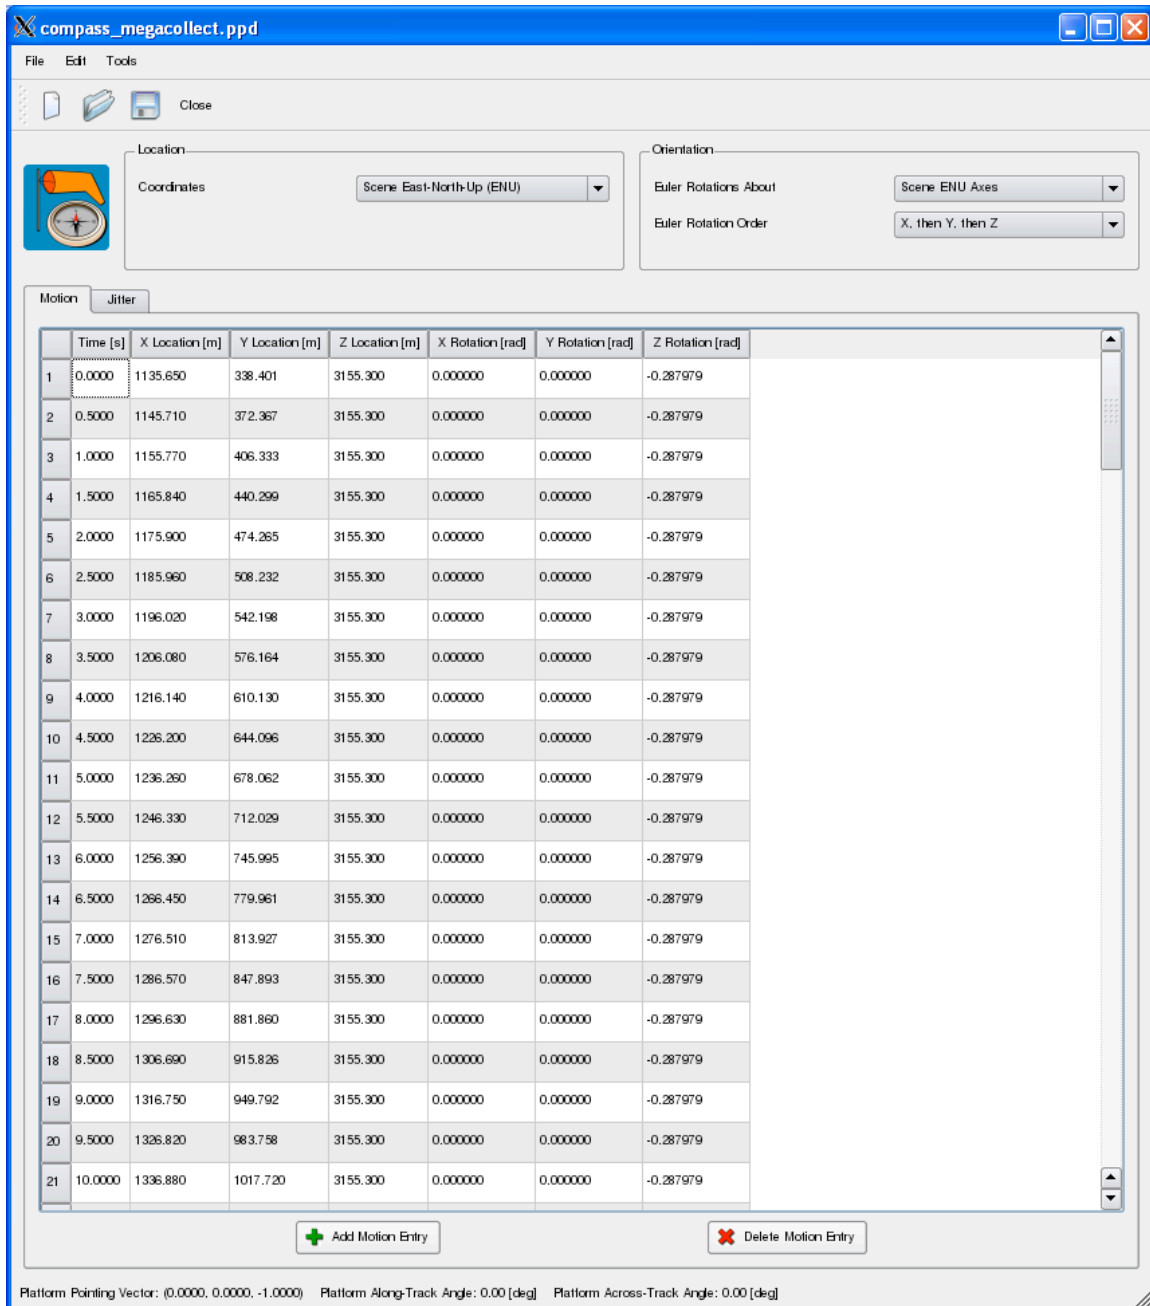 compass_megacollect.ppd
File Edit Tools
Close
Location Orientation
Coordinates Scene East-North-Up (ENU) Euler Rotations About Scene ENU Axes
Euler Rotation Order X, then Y, then Z
Motion Jitter
Time [s] X Location [m] Y Location [m] Z Location [m] X Rotation [rad] Y Rotation [rad] Z Rotation [rad]
1 0.0000 1135.650 338.401 3155.300 0.000000 0.000000 -0.287979
2 0.5000 1145.710 372.367 3155.300 0.000000 0.000000 -0.287979
3 1.0000 1155.770 406.333 3155.300 0.000000 0.000000 -0.287979
4 1.5000 1165.840 440.299 3155.300 0.000000 0.000000 -0.287979
5 2.0000 1175.900 474.265 3155.300 0.000000 0.000000 -0.287979
6 2.5000 1185.960 508.232 3155.300 0.000000 0.000000 -0.287979
7 3.0000 1196.020 542.198 3155.300 0.000000 0.000000 -0.287979
8 3.5000 1206.080 576.164 3155.300 0.000000 0.000000 -0.287979
9 4.0000 1216.140 610.130 3155.300 0.000000 0.000000 -0.287979
10 4.5000 1226.200 644.096 3155.300 0.000000 0.000000 -0.287979
11 5.0000 1236.260 678.062 3155.300 0.000000 0.000000 -0.287979
12 5.5000 1246.330 712.029 3155.300 0.000000 0.000000 -0.287979
13 6.0000 1256.390 745.995 3155.300 0.000000 0.000000 -0.287979
14 6.5000 1266.450 779.961 3155.300 0.000000 0.000000 -0.287979
15 7.0000 1276.510 813.927 3155.300 0.000000 0.000000 -0.287979
16 7.5000 1286.570 847.893 3155.300 0.000000 0.000000 -0.287979
17 8.0000 1296.630 881.860 3155.300 0.000000 0.000000 -0.287979
18 8.5000 1306.690 915.826 3155.300 0.000000 0.000000 -0.287979
19 9.0000 1316.750 949.792 3155.300 0.000000 0.000000 -0.287979
20 9.5000 1326.820 983.758 3155.300 0.000000 0.000000 -0.287979
21 10.0000 1336.880 1017.720 3155.300 0.000000 0.000000 -0.287979
Add Motion Entry Delete Motion Entry
Platform Pointing Vector: (0.0000, 0.0000, -1.0000) Platform Along-Track Angle: 0.00 [deg] Platform Across-Track Angle: 0.00 [deg]